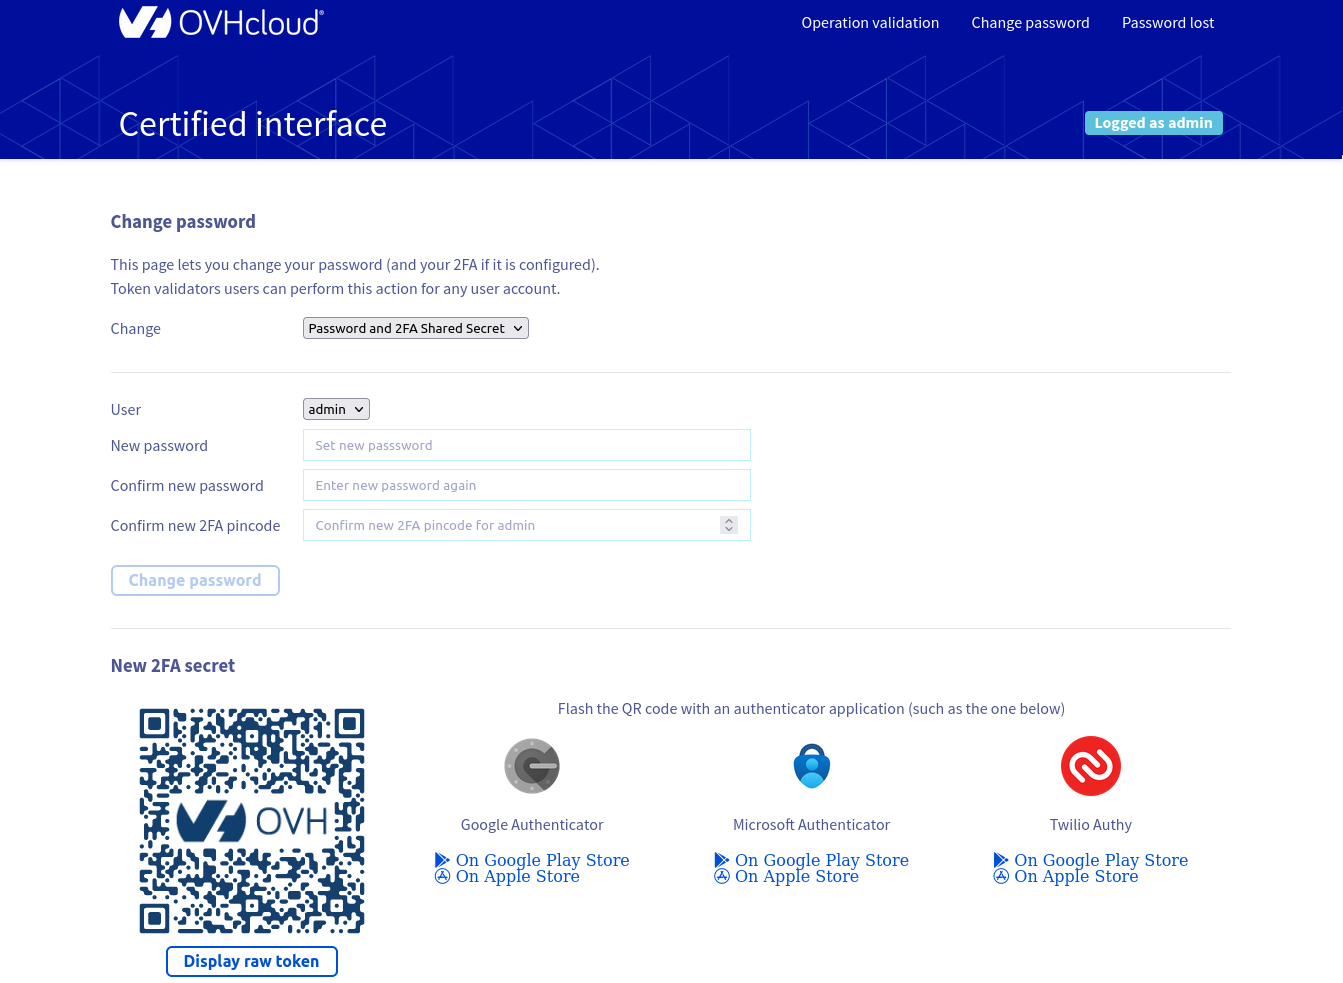 OVHcloud®
Operation validation
Change password
Password lost
Certified interface
Logged as admin
Change password
This page lets you change your password (and your 2FA if it is configured).
Token validators users can perform this action for any user account.
Change
Password and 2FA Shared Secret
User
admin
New password
Set new passsword
Confirm new password
Enter new password again
Confirm new 2FA pincode
Confirm new 2FA pincode for admin
Change password
New 2FA secret
Flash the QR code with an authenticator application (such as the one below)
OVH
Google Authenticator
Microsoft Authenticator
Twilio Authy
On Google Play Store
On Apple Store
On Google Play Store
On Apple Store
On Google Play Store
On Apple Store
Display raw token